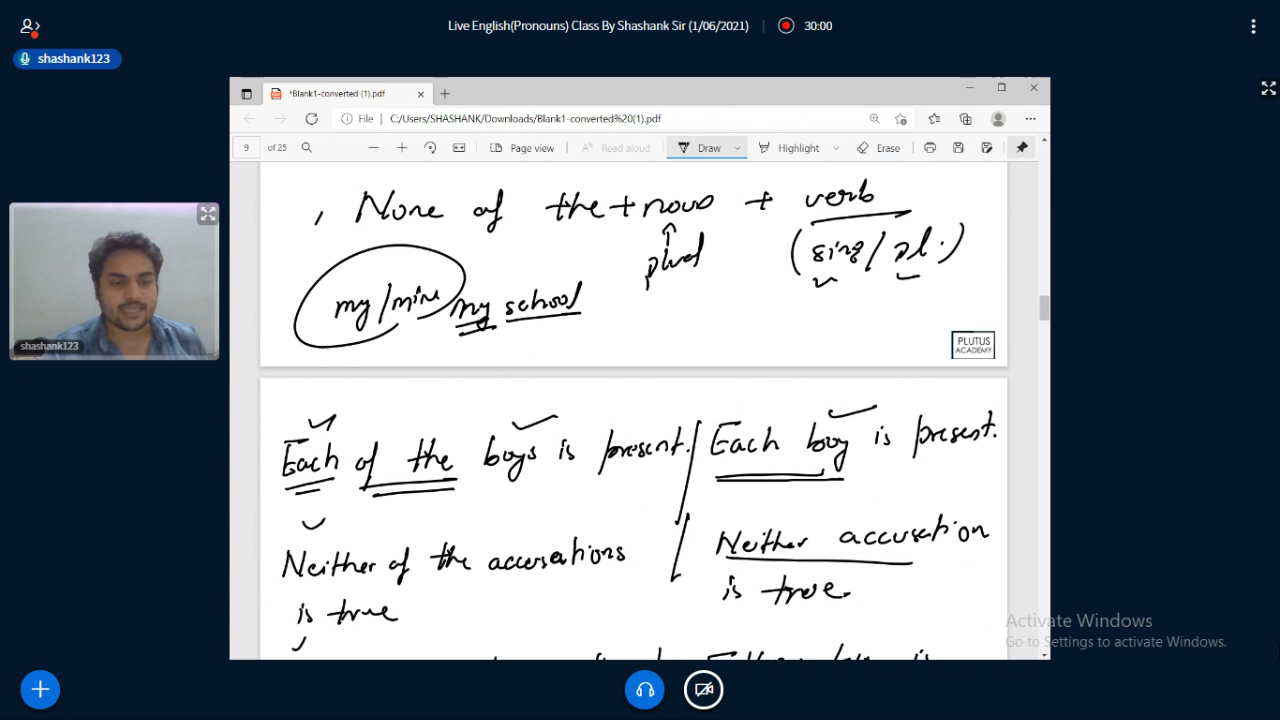 Live English(Pronouns) Class By Shashank Sir (1/06/2021) 30:00
shashank123
*Blank1-converted (1).pdf
File C:/Users/SHASHANK/Downloads/Blank1-converted%20(1).pdf
9 of 25 Page view Read aloud Draw Highlight Erase
, None of the + noun + verb
plural (sing/pl.)
my/mine my school
PLUTUS
ACADEMY
shashank123
Each of the boys is present. / Each boy is present.
Neither of the accusations / Neither accusation
is true is true.
Activate Windows
Go to Settings to activate Windows.